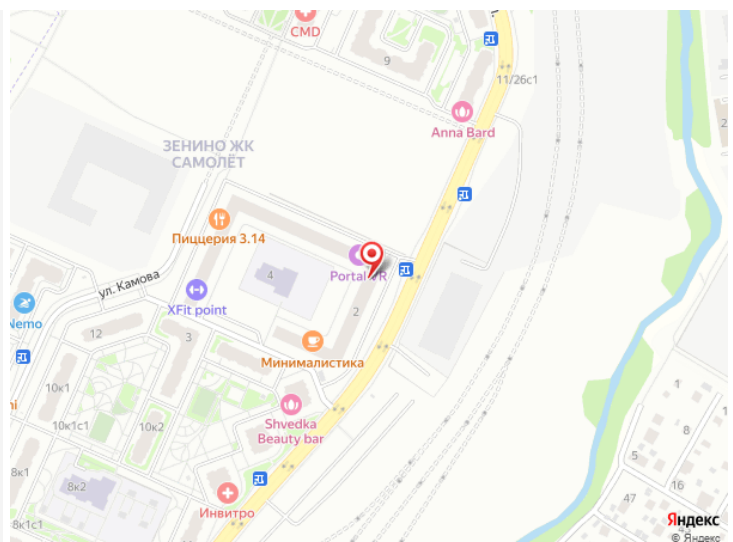 CMD
9
11/26с1
Anna Bard
ЗЕНИНО ЖК
САМОЛЁТ
Пиццерия 3.14
Portal VR
4
ул. Камова
XFit point
2
Nemo
12
3
Минималистика
10к1
10к1с1
10к2
Shvedka
Beauty bar
8к1
8к2
Инвитро
8к1с1
1
8
5
16
47
2
Яндекс
© Яндекс